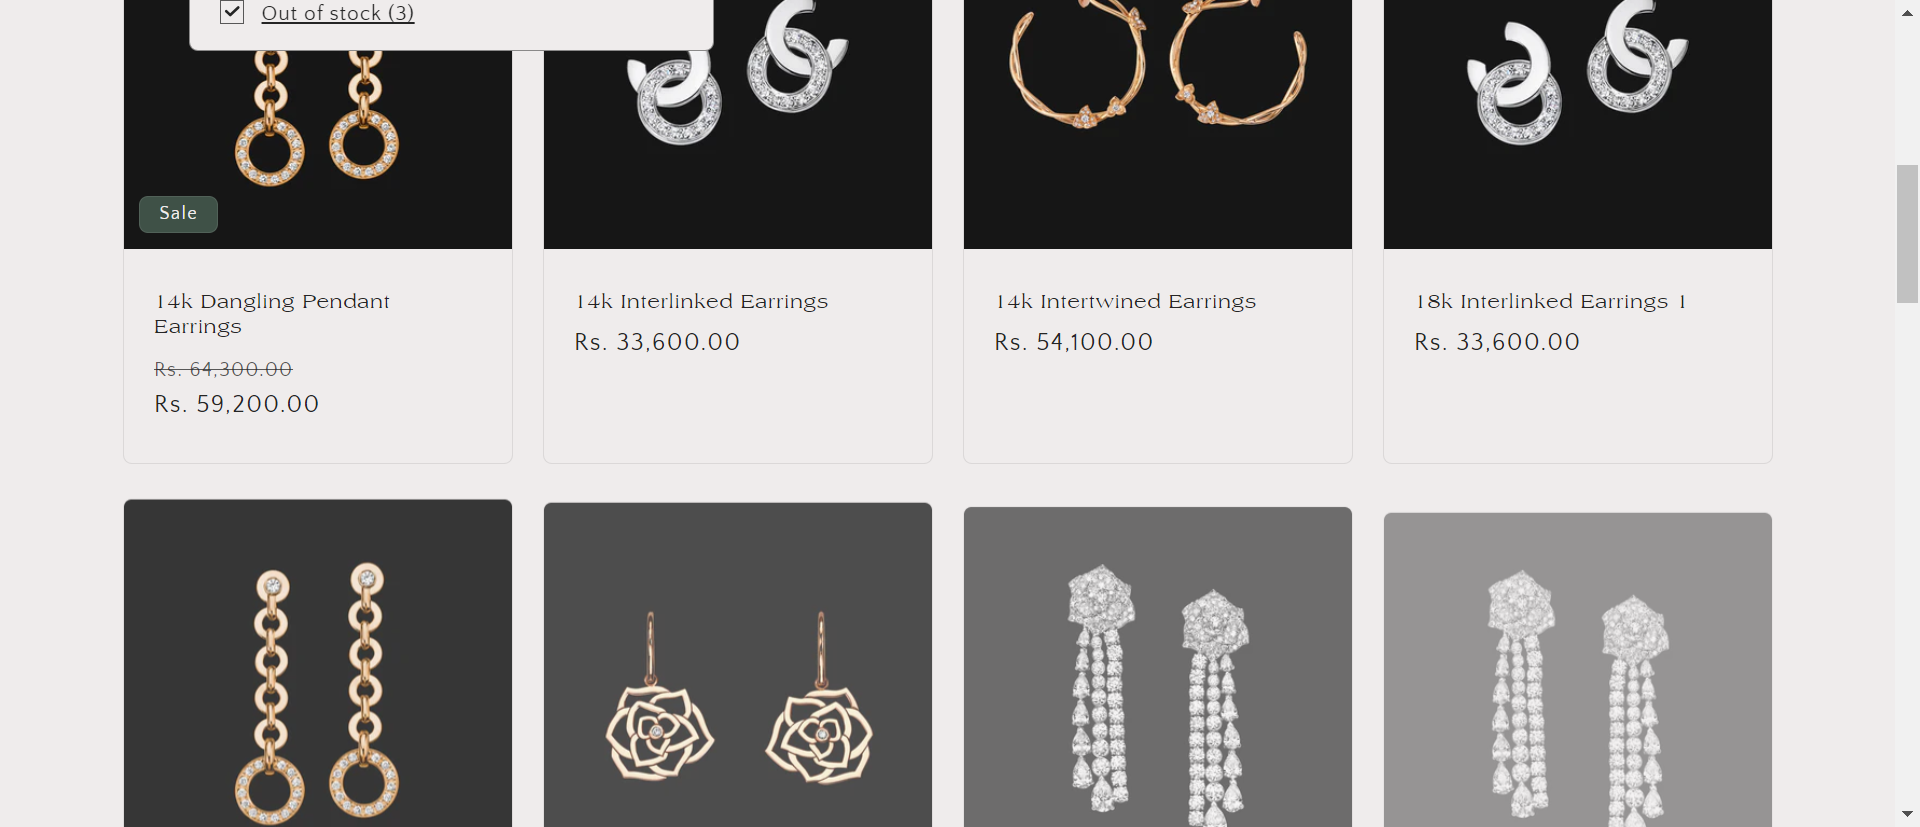 Out of stock (3)
Sale
14k Dangling Pendant
Earrings
Rs. 64,300.00
Rs. 59,200.00
14k Interlinked Earrings
Rs. 33,600.00
14k Intertwined Earrings
Rs. 54,100.00
18k Interlinked Earrings 1
Rs. 33,600.00